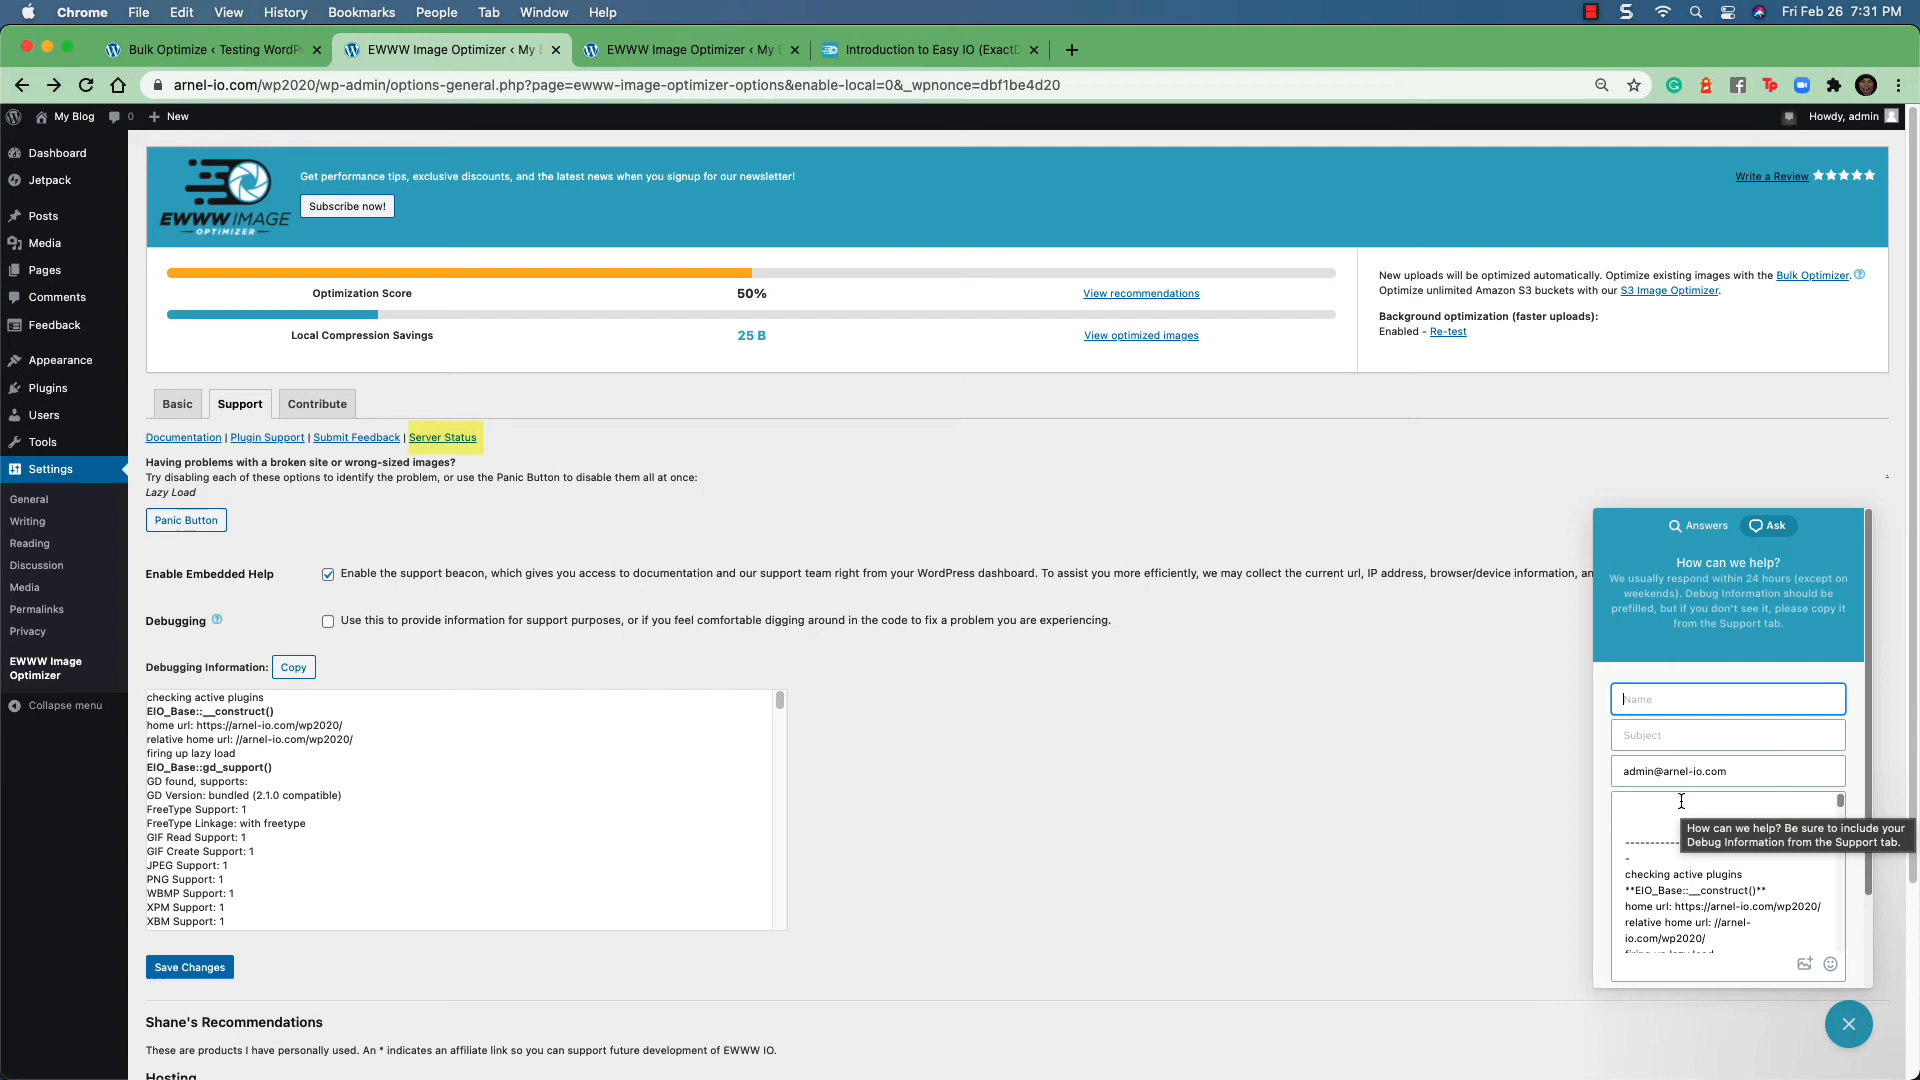 Chrome File Edit View History Bookmarks People Tab Window Help
Fri Feb 26 7:31 PM
Bulk Optimize ‹ Testing WordPr
EWWW Image Optimizer ‹ My
EWWW Image Optimizer ‹ My
Introduction to Easy IO (Exact
arnel-io.com/wp2020/wp-admin/options-general.php?page=ewww-image-optimizer-options&enable-local=0&_wpnonce=dbf1be4d20
My Blog 0 New
Howdy, admin
Dashboard
Jetpack
Posts
Media
Pages
Comments
Feedback
Appearance
Plugins
Users
Tools
Settings
General
Writing
Reading
Discussion
Media
Permalinks
Privacy
EWWW Image
Optimizer
Collapse menu
EWWW IMAGE
OPTIMIZER
Get performance tips, exclusive discounts, and the latest news when you signup for our newsletter!
Subscribe now!
Write a Review
Optimization Score 50% View recommendations
Local Compression Savings 25 B View optimized images
New uploads will be optimized automatically. Optimize existing images with the Bulk Optimizer.
Optimize unlimited Amazon S3 buckets with our S3 Image Optimizer.
Background optimization (faster uploads):
Enabled - Re-test
Basic Support Contribute
Documentation | Plugin Support | Submit Feedback | Server Status
Having problems with a broken site or wrong-sized images?
Try disabling each of these options to identify the problem, or use the Panic Button to disable them all at once:
Lazy Load
Panic Button
Enable Embedded Help Enable the support beacon, which gives you access to documentation and our support team right from your WordPress dashboard. To assist you more efficiently, we may collect the current url, IP address, browser/device information, an
Debugging Use this to provide information for support purposes, or if you feel comfortable digging around in the code to fix a problem you are experiencing.
Debugging Information: Copy
checking active plugins
EIO_Base::__construct()
home url: https://arnel-io.com/wp2020/
relative home url: //arnel-io.com/wp2020/
firing up lazy load
EIO_Base::gd_support()
GD found, supports:
GD Version: bundled (2.1.0 compatible)
FreeType Support: 1
FreeType Linkage: with freetype
GIF Read Support: 1
GIF Create Support: 1
JPEG Support: 1
PNG Support: 1
WBMP Support: 1
XPM Support: 1
XBM Support: 1
Save Changes
Shane's Recommendations
These are products I have personally used. An * indicates an affiliate link so you can support future development of EWWW IO.
Hosting
Answers Ask
How can we help?
We usually respond within 24 hours (except on
weekends). Debug Information should be
prefilled, but if you don't see it, please copy it
from the Support tab.
Name
Subject
admin@arnel-io.com
How can we help? Be sure to include your
Debug Information from the Support tab.
------------
-
checking active plugins
**EIO_Base::__construct()**
home url: https://arnel-io.com/wp2020/
relative home url: //arnel-
io.com/wp2020/
firing up lazy load